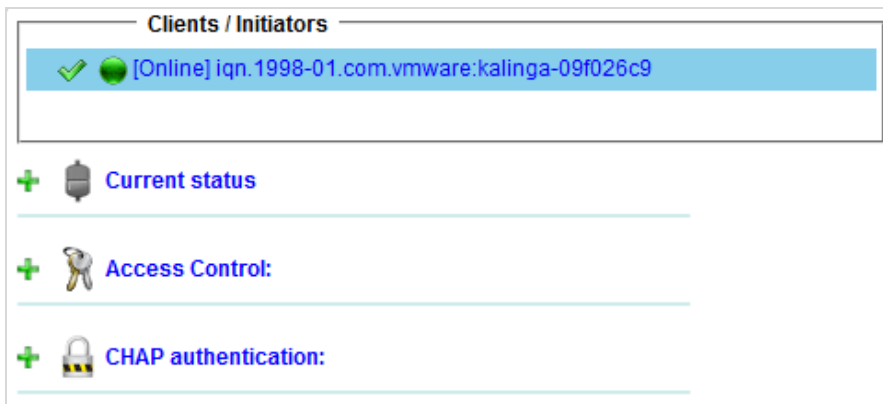 Clients / Initiators
[Online] iqn.1998-01.com.vmware:kalinga-09f026c9
Current status
Access Control:
CHAP authentication: